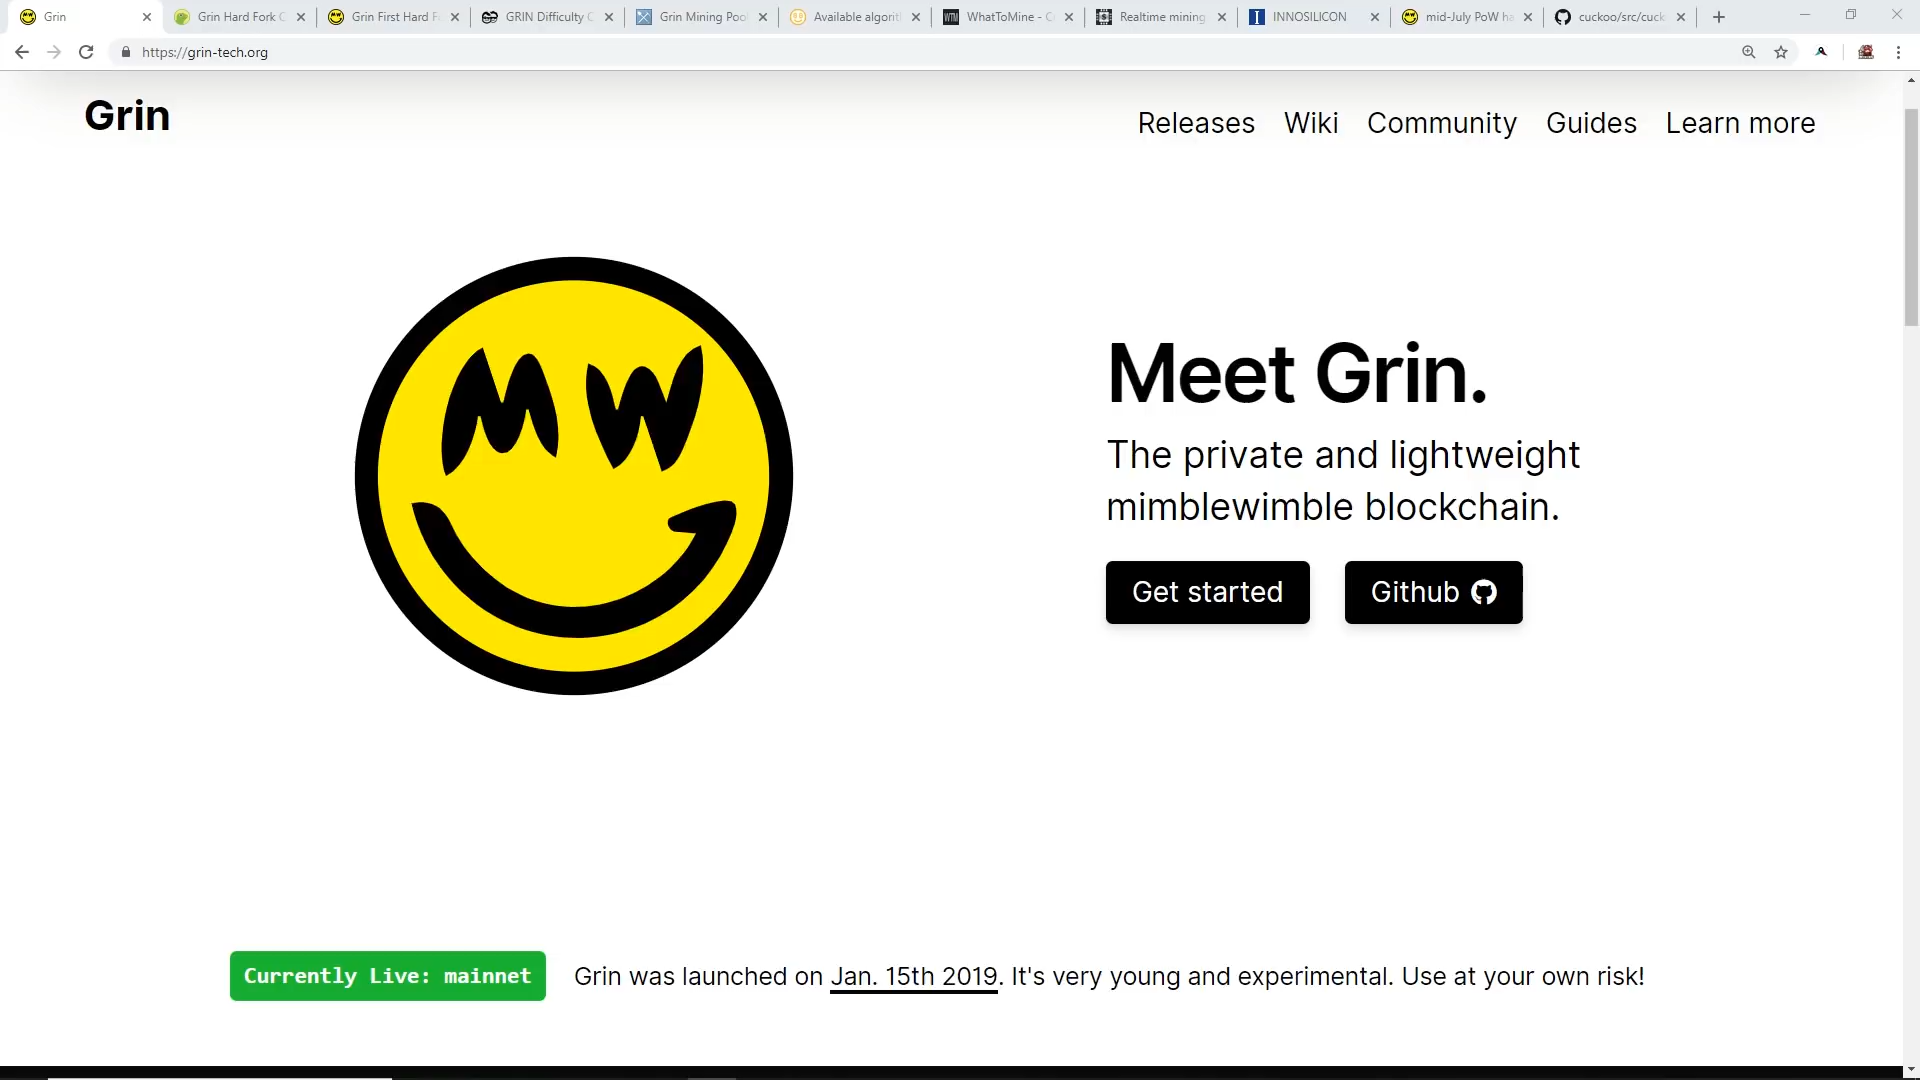 Grin
Grin Hard Fork C
Grin First Hard F
GRIN Difficulty C
Grin Mining Poo
Available algorit
WhatToMine - C
Realtime mining
INNOSILICON
mid-July PoW ha
cuckoo/src/cuck
https://grin-tech.org
Grin
Releases
Wiki
Community
Guides
Learn more
MW
Meet Grin.
The private and lightweight
mimblewimble blockchain.
Get started
Github
Currently Live: mainnet
Grin was launched on Jan. 15th 2019. It's very young and experimental. Use at your own risk!